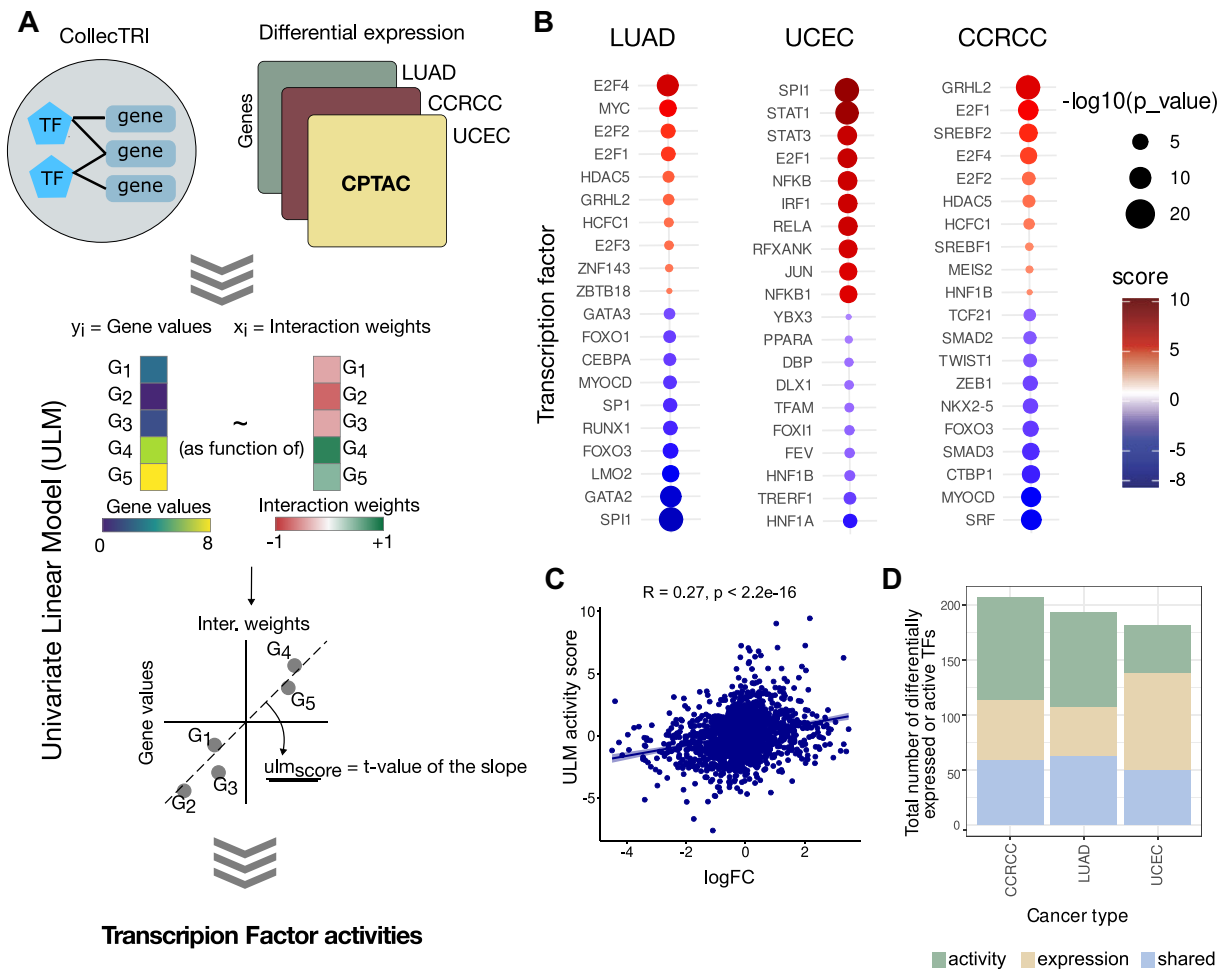 A
CollecTRI
TF
TF
gene
gene
gene
Differential expression
Genes
LUAD
CCRCC
UCEC
CPTAC
Univariate Linear Model (ULM)
yi = Gene values xi = Interaction weights
G1
G2
G3
G4
G5
~
(as function of)
G1
G2
G3
G4
G5
Gene values
0 8
Interaction weights
-1 +1
Inter. weights
Gene values
G4
G5
G1
G3
G2
ulmscore = t-value of the slope
Transcripion Factor activities
B
Transcription factor
LUAD
E2F4
MYC
E2F2
E2F1
HDAC5
GRHL2
HCFC1
E2F3
ZNF143
ZBTB18
GATA3
FOXO1
CEBPA
MYOCD
SP1
RUNX1
FOXO3
LMO2
GATA2
SPI1
UCEC
SPI1
STAT1
STAT3
E2F1
NFKB
IRF1
RELA
RFXANK
JUN
NFKB1
YBX3
PPARA
DBP
DLX1
TFAM
FOXI1
FEV
HNF1B
TRERF1
HNF1A
CCRCC
GRHL2
E2F1
SREBF2
E2F4
E2F2
HDAC5
HCFC1
SREBF1
MEIS2
HNF1B
TCF21
SMAD2
TWIST1
ZEB1
NKX2-5
FOXO3
SMAD3
CTBP1
MYOCD
SRF
-log10(p_value)
5
10
20
score
10
5
0
-5
-8
C
R = 0.27, p < 2.2e-16
ULM activity score
10
5
0
-5
-4 -2 0 2
logFC
D
Total number of differentially
expressed or active TFs
200
150
100
50
0
CCRCC
LUAD
UCEC
Cancer type
activity expression shared